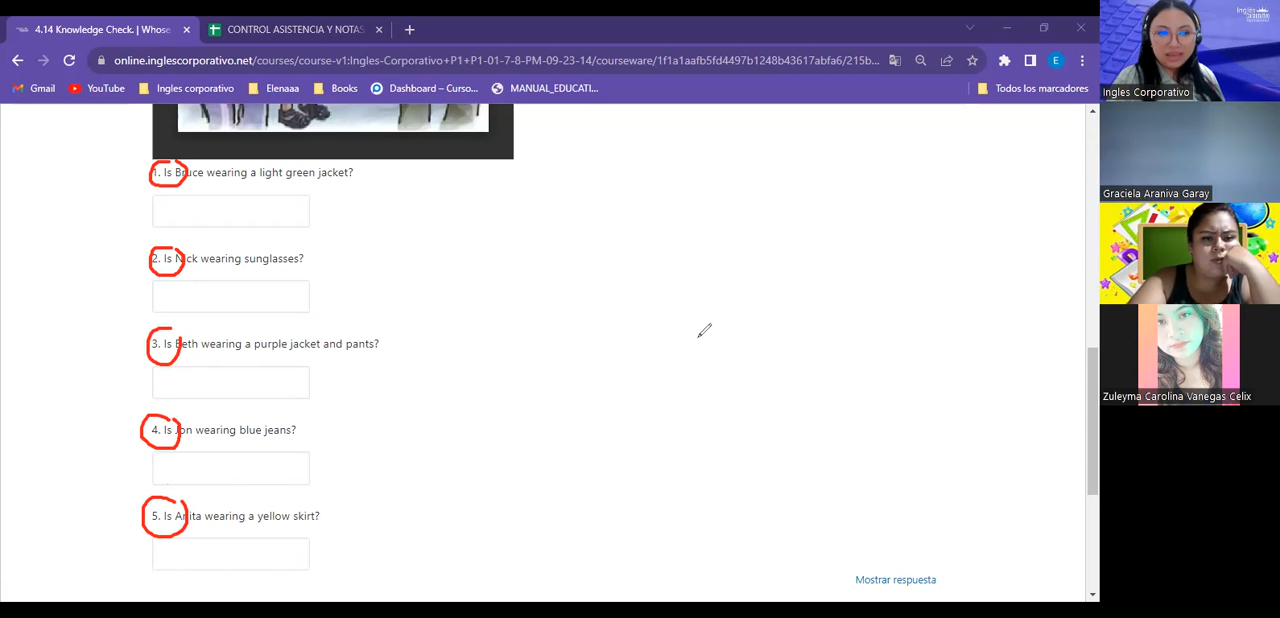 4.14 Knowledge Check. | Whose
CONTROL ASISTENCIA Y NOTAS
online.inglescorporativo.net/courses/course-v1:Ingles-Corporativo+P1+P1-01-7-8-PM-09-23-14/courseware/1f1a1aafb5fd4497b1248b43617abfa6/215b...
Gmail
YouTube
Ingles corporativo
Elenaaa
Books
Dashboard – Curso...
MANUAL_EDUCATI...
Todos los marcadores
1. Is Bruce wearing a light green jacket?
2. Is Nick wearing sunglasses?
3. Is Beth wearing a purple jacket and pants?
4. Is Jon wearing blue jeans?
5. Is Anita wearing a yellow skirt?
Mostrar respuesta
Ingles Corporativo
Graciela Araniva Garay
Zuleyma Carolina Vanegas Celix